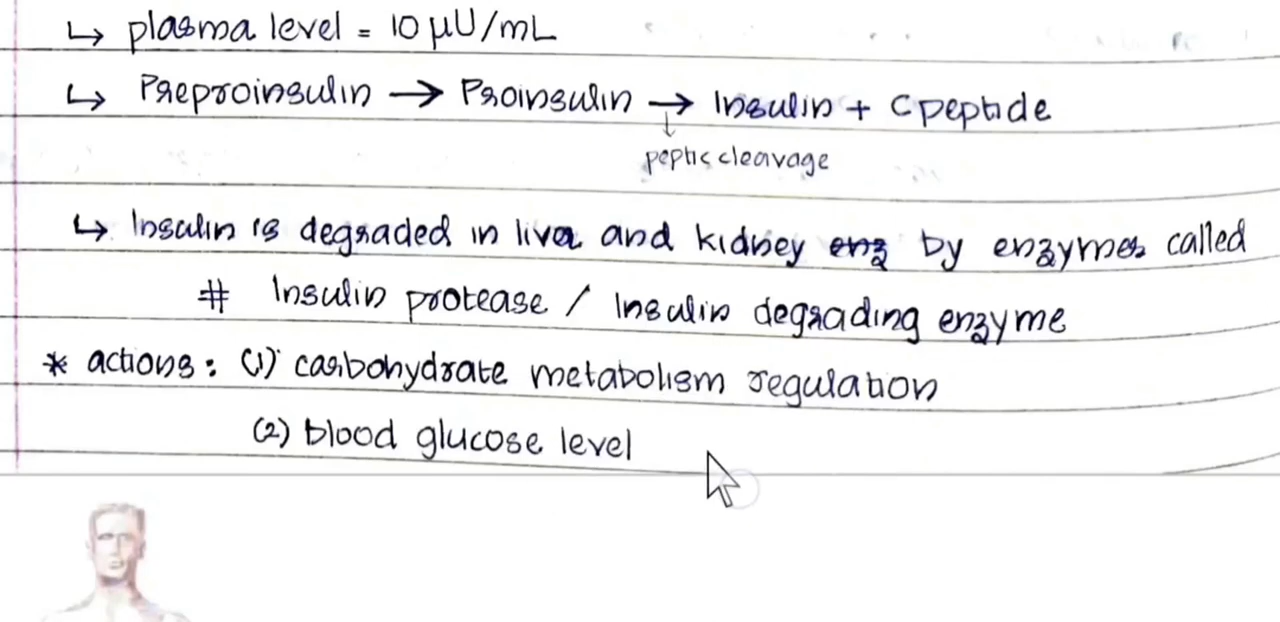 ↳ plasma level = 10 μU/mL
↳ Preproinsulin → Proinsulin → Insulin + C peptide
↓
peptic cleavage
↳ Insulin is degraded in liver and kidney enz by enzymes called
# Insulin protease / Insulin degrading enzyme
* actions : (1) carbohydrate metabolism regulation
(2) blood glucose level